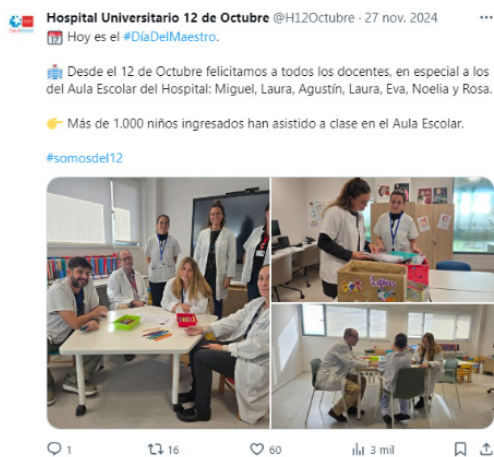 Hospital Universitario 12 de Octubre @H12Octubre · 27 nov. 2024 ...
📅 Hoy es el #DíaDelMaestro.
🏥 Desde el 12 de Octubre felicitamos a todos los docentes, en especial a los
del Aula Escolar del Hospital: Miguel, Laura, Agustín, Laura, Eva, Noelia y Rosa.
👉 Más de 1.000 niños ingresados han asistido a clase en el Aula Escolar.
#somosdel12
1 16 60 3 mil